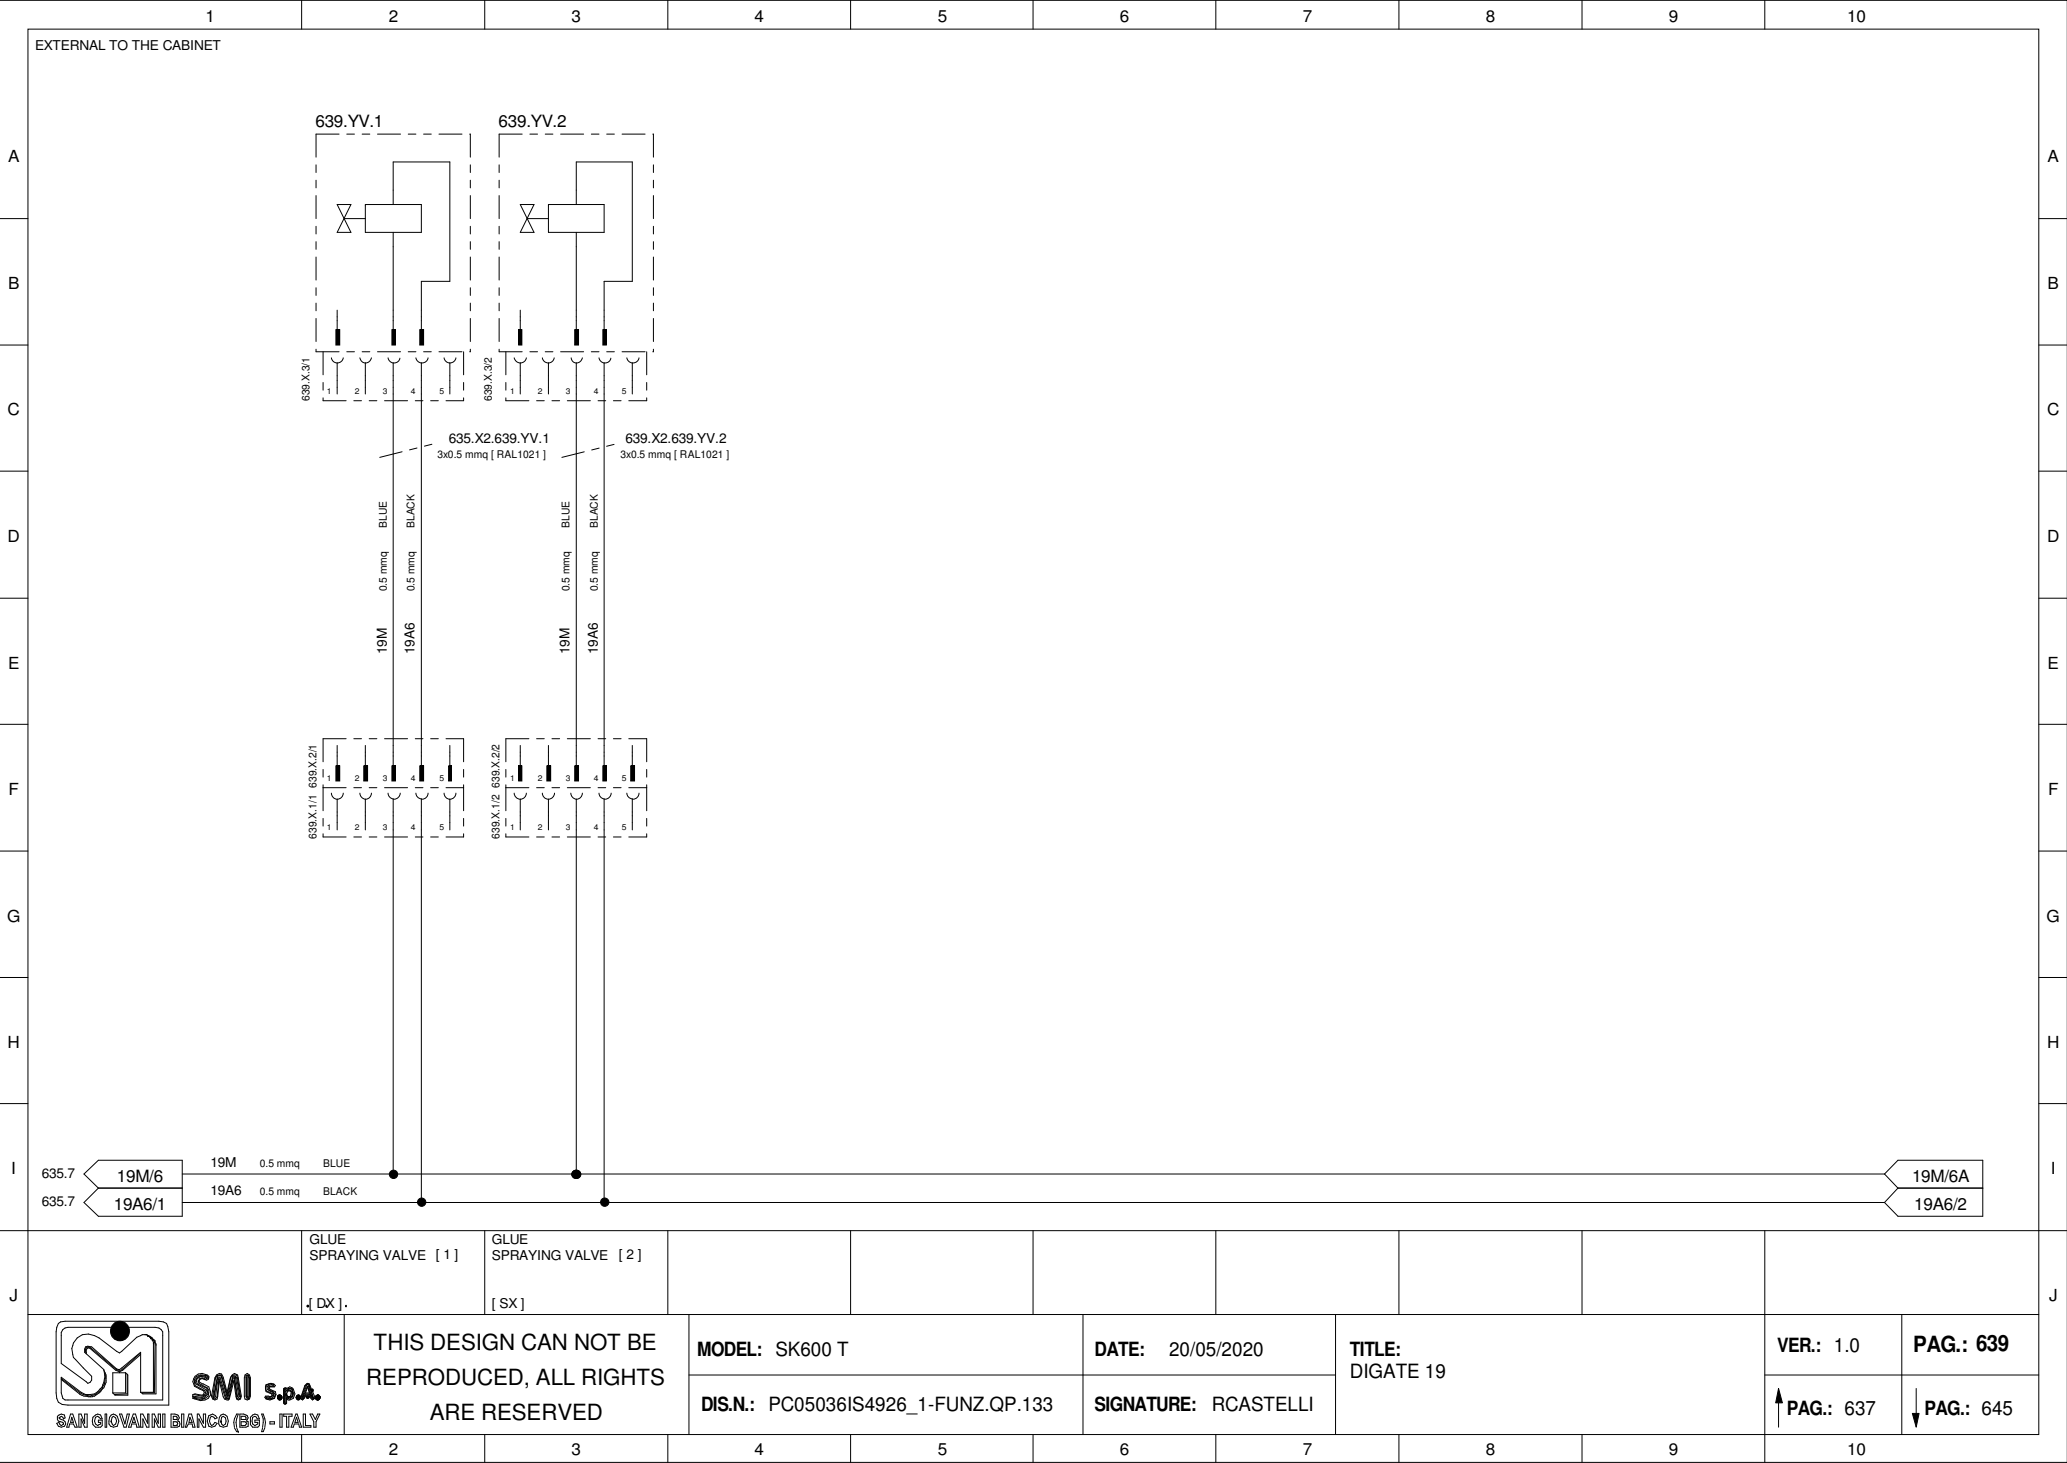 1 2 3 4 5 6 7 8 9 10
EXTERNAL TO THE CABINET
639.YV.1 639.YV.2
A A
B B
639.X.3/1 1 2 3 4 5 639.X.3/2 1 2 3 4 5
C C
635.X2.639.YV.1 639.X2.639.YV.2
3x0.5 mmq [ RAL1021 ] 3x0.5 mmq [ RAL1021 ]
BLUE BLACK BLUE BLACK
D D
0.5 mmq 0.5 mmq 0.5 mmq 0.5 mmq
19M 19A6 19M 19A6
E E
639.X.2/1 1 2 3 4 5 639.X.2/2 1 2 3 4 5
F F
639.X.1/1 1 2 3 4 5 639.X.1/2 1 2 3 4 5
G G
H H
I I
635.7 19M/6 19M 0.5 mmq BLUE 19M/6A
635.7 19A6/1 19A6 0.5 mmq BLACK 19A6/2
GLUE
SPRAYING VALVE [ 1 ]
[ DX ]
GLUE
SPRAYING VALVE [ 2 ]
[ SX ]
J J
SMI S.p.A.
SAN GIOVANNI BIANCO (BG) - ITALY
THIS DESIGN CAN NOT BE
REPRODUCED, ALL RIGHTS
ARE RESERVED
MODEL: SK600 T
DIS.N.: PC05036IS4926_1-FUNZ.QP.133
DATE: 20/05/2020
SIGNATURE: RCASTELLI
TITLE:
DIGATE 19
VER.: 1.0
PAG.: 639
PAG.: 637
PAG.: 645
1 2 3 4 5 6 7 8 9 10